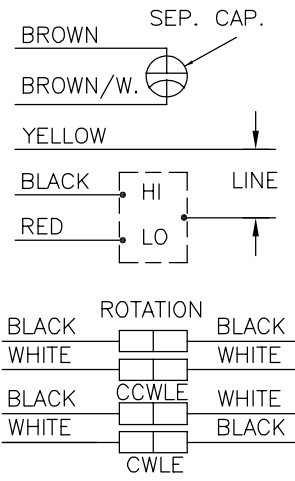 SEP. CAP.
BROWN
BROWN/W.
YELLOW
BLACK HI LINE
RED LO
ROTATION
BLACK BLACK
WHITE WHITE
CCWLE
BLACK WHITE
WHITE BLACK
CWLE